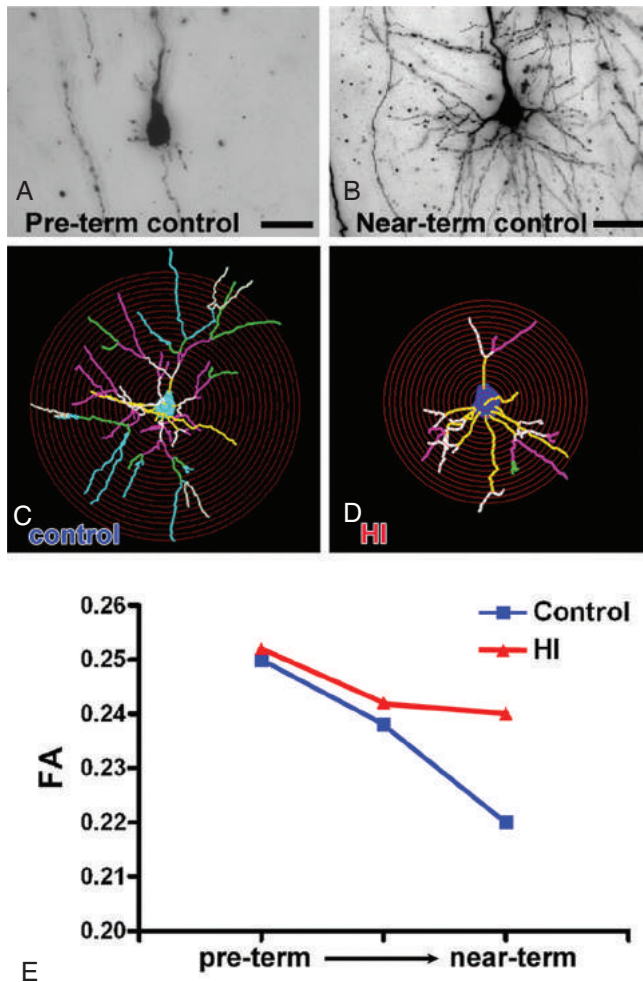 A
Pre-term control
B
Near-term control
C
control
D
HI
Control
HI
0.26
0.25
0.24
0.23
0.22
0.21
0.20
FA
pre-term
near-term
E